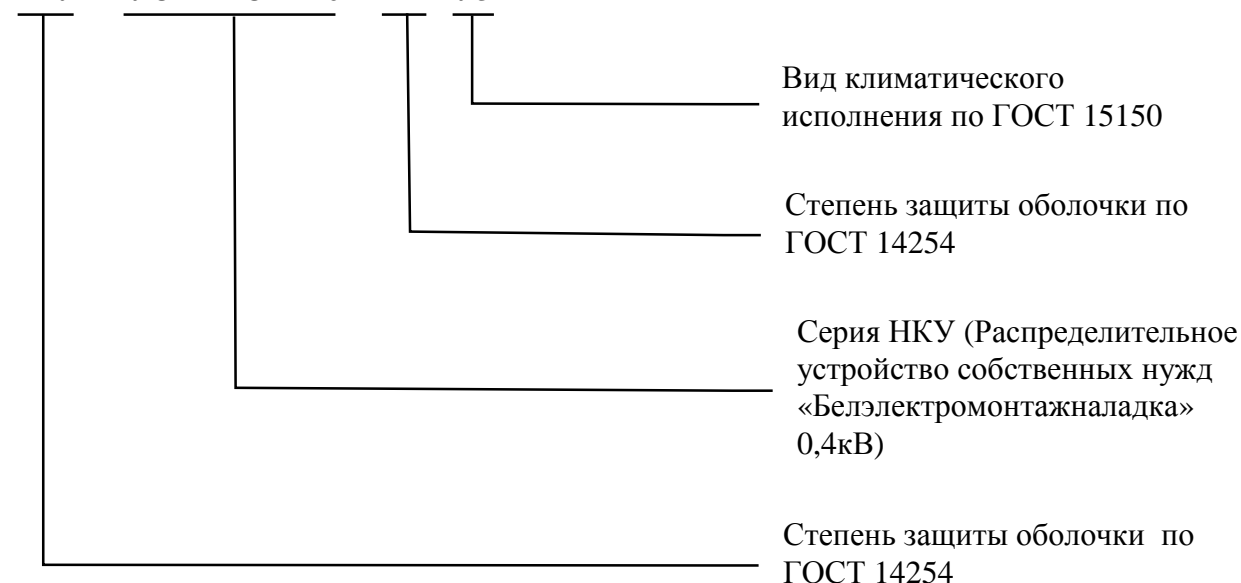 Вид климатического
исполнения по ГОСТ 15150
Степень защиты оболочки по
ГОСТ 14254
Серия НКУ (Распределительное
устройство собственных нужд
«Белэлектромонтажналадка»
0,4кВ)
Степень защиты оболочки по
ГОСТ 14254